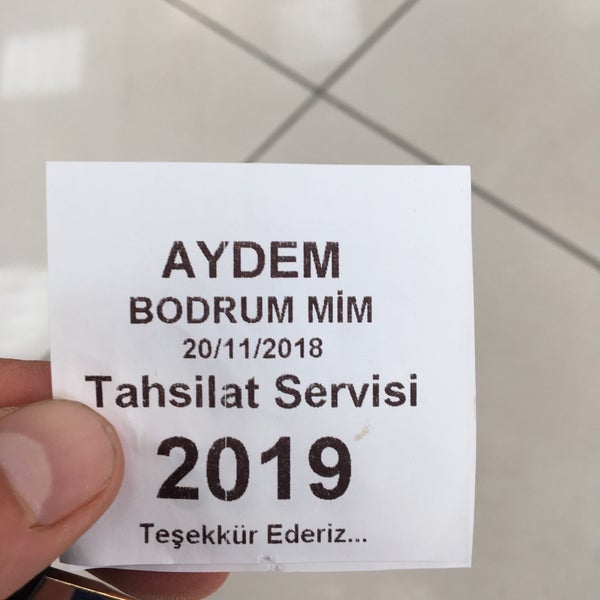 AYDEM
BODRUM MİM
20/11/2018
Tahsilat Servisi
2019
Teşekkür Ederiz...